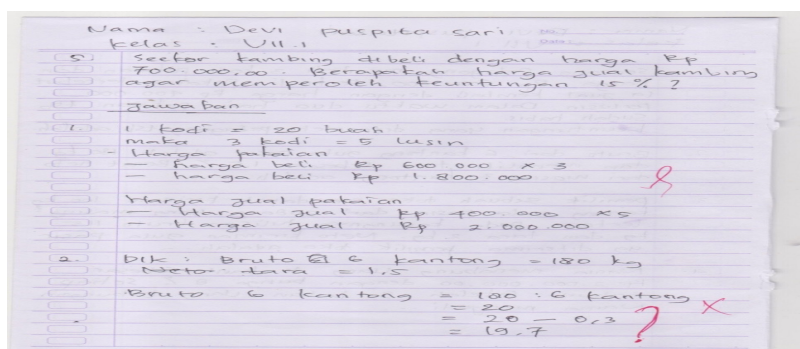 Nama : Devi puspita sari
kelas : VII.1
5. Seekor kambing dibeli dengan harga Rp
700.000,00. Berapakah harga jual kambing
agar memperoleh keuntungan 15 % ?
Jawaban
1. 1 kodi = 20 buah
maka 3 kodi = 5 lusin
- Harga pakaian
- harga beli Rp 600.000 x 3
- harga beli Rp 1.800.000
Harga jual pakaian
- Harga jual Rp 400.000 x5
- Harga jual Rp 2.000.000
2. Dik : Bruto 6 kantong = 180 kg
Neto tara = 1,5
Bruto 6 kantong = 180 : 6 kantong
= 20
= 20 - 0,3
= 19,7